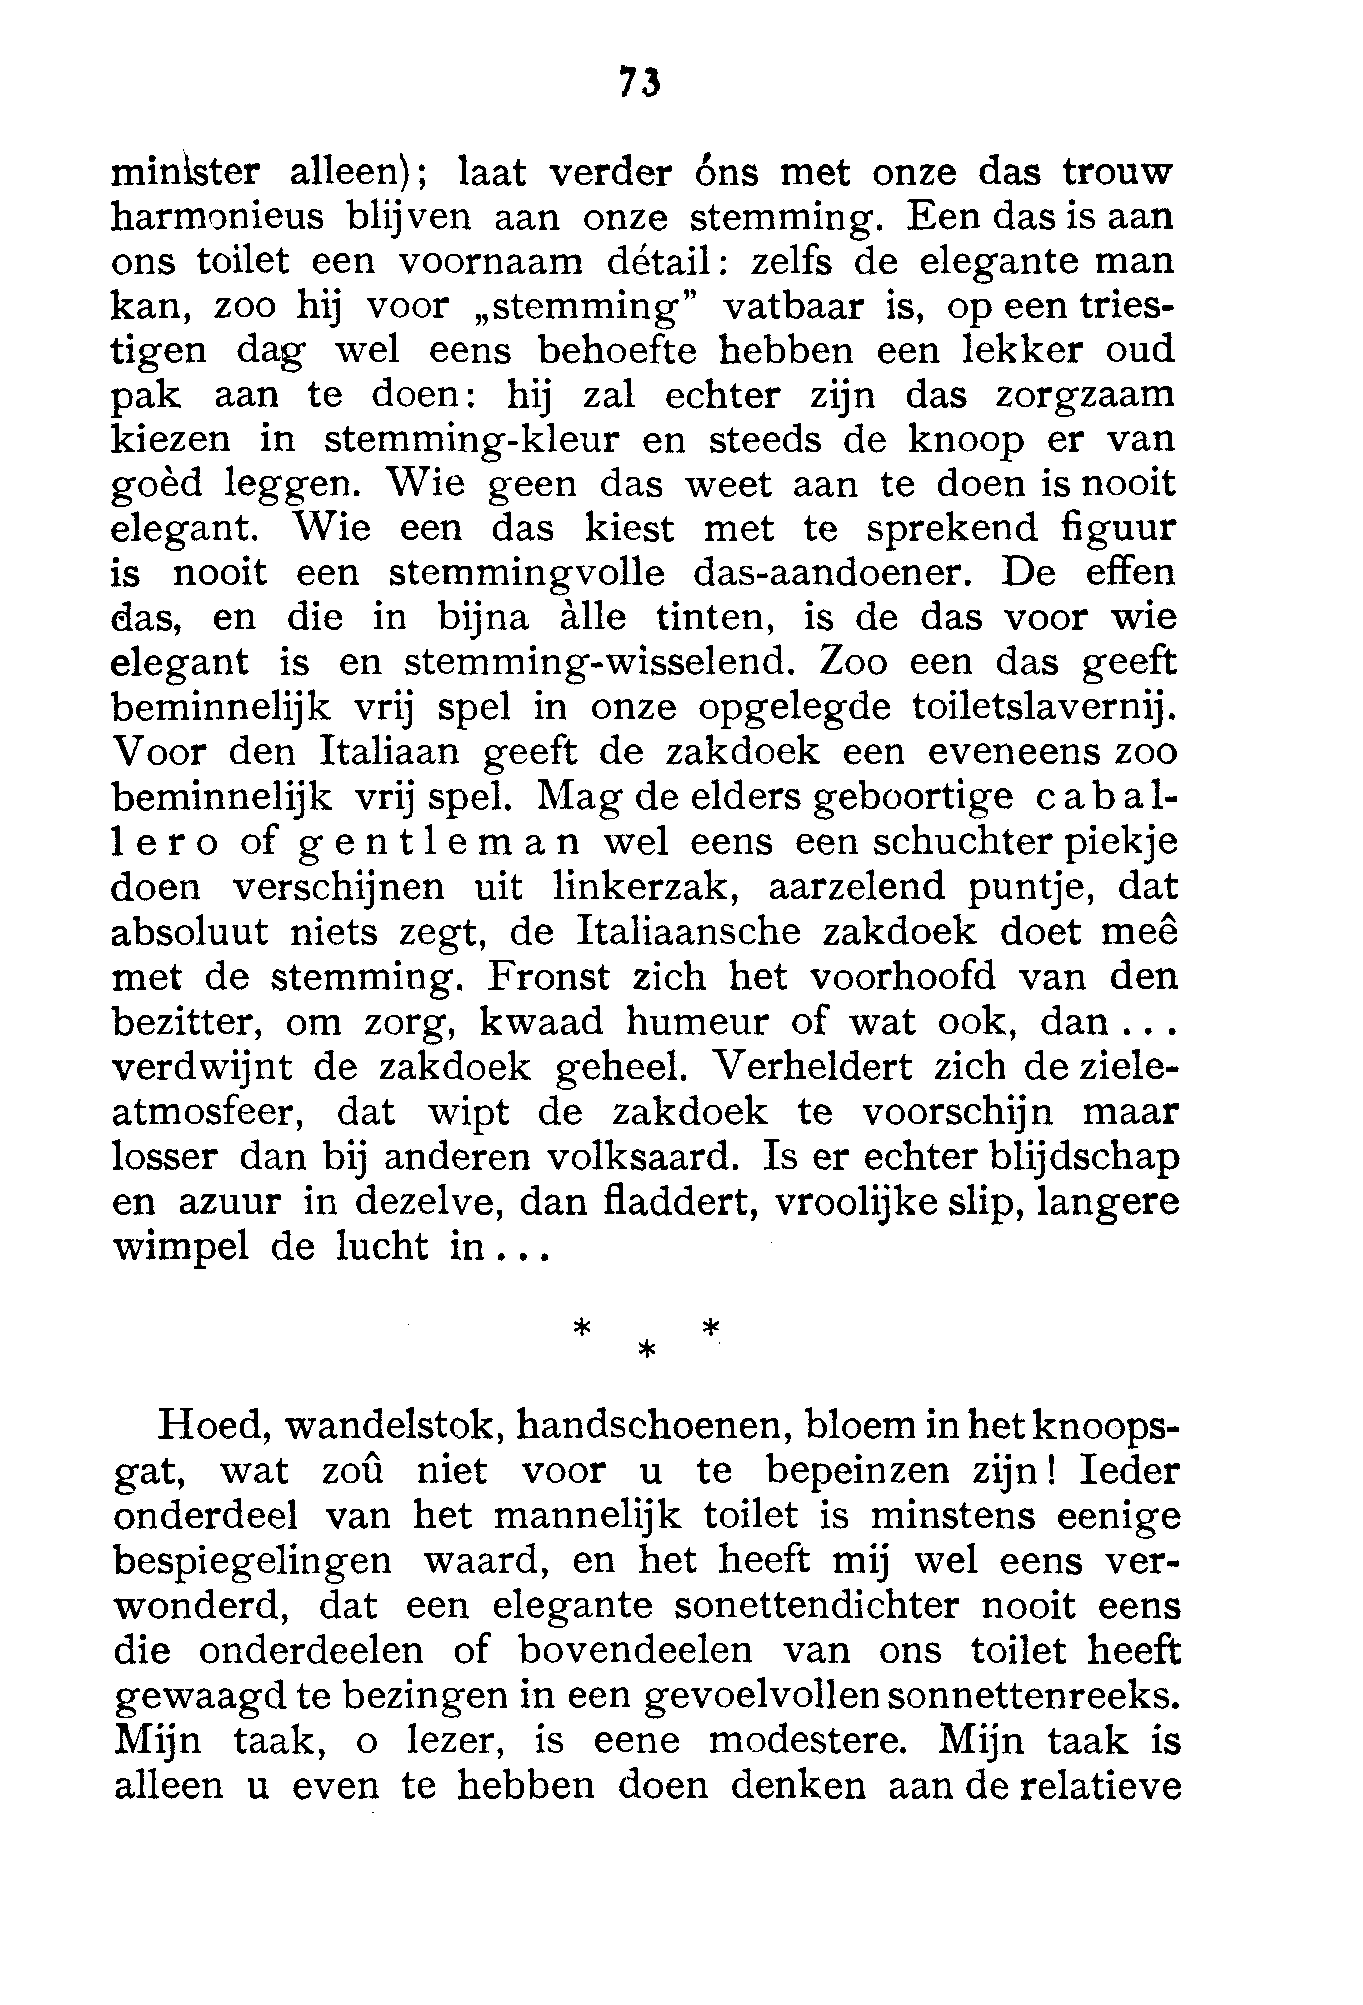 73
minister alleen); laat verder óns met onze das trouw
harmonieus blijven aan onze stemming. Een das is aan
ons toilet een voornaam détail: zelfs de elegante man
kan, zoo hij voor „stemming” vatbaar is, op een tries-
tigen dag wel eens behoefte hebben een lekker oud
pak aan te doen: hij zal echter zijn das zorgzaam
kiezen in stemming-kleur en steeds de knoop er van
goèd leggen. Wie geen das weet aan te doen is nooit
elegant. Wie een das kiest met te sprekend figuur
is nooit een stemmingvolle das-aandoener. De effen
das, en die in bijna àlle tinten, is de das voor wie
elegant is en stemming-wisselend. Zoo een das geeft
beminnelijk vrij spel in onze opgelegde toiletslavernij.
Voor den Italiaan geeft de zakdoek een eveneens zoo
beminnelijk vrij spel. Mag de elders geboortige cabal-
lero of gentleman wel eens een schuchter piekje
doen verschijnen uit linkerzak, aarzelend puntje, dat
absoluut niets zegt, de Italiaansche zakdoek doet meê
met de stemming. Fronst zich het voorhoofd van den
bezitter, om zorg, kwaad humeur of wat ook, dan...
verdwijnt de zakdoek geheel. Verheldert zich de ziele-
atmosfeer, dat wipt de zakdoek te voorschijn maar
losser dan bij anderen volksaard. Is er echter blijdschap
en azuur in dezelve, dan fladdert, vroolijke slip, langere
wimpel de lucht in...
* * *
Hoed, wandelstok, handschoenen, bloem in het knoops-
gat, wat zoû niet voor u te bepeinzen zijn! Ieder
onderdeel van het mannelijk toilet is minstens eenige
bespiegelingen waard, en het heeft mij wel eens ver-
wonderd, dat een elegante sonettendichter nooit eens
die onderdeelen of bovendeelen van ons toilet heeft
gewaagd te bezingen in een gevoelvollen sonnettenreeks.
Mijn taak, o lezer, is eene modestere. Mijn taak is
alleen u even te hebben doen denken aan de relatieve